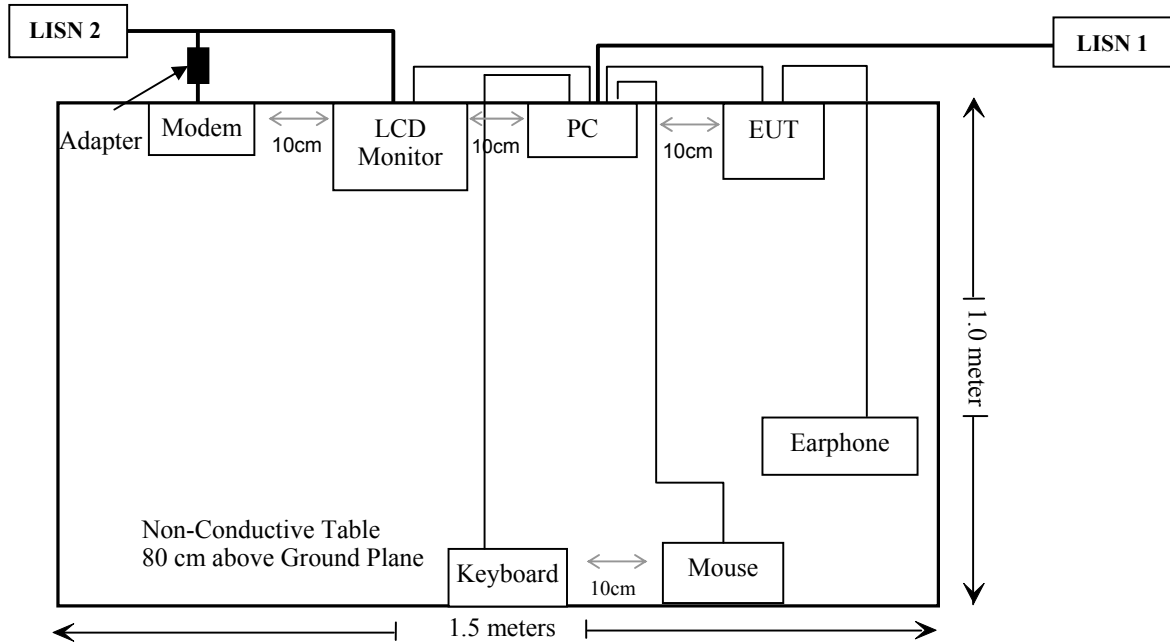 LISN 2
LISN 1
Adapter
Modem
10cm
LCD
Monitor
10cm
PC
10cm
EUT
1.0 meter
Earphone
Non-Conductive Table
80 cm above Ground Plane
Keyboard
10cm
Mouse
1.5 meters